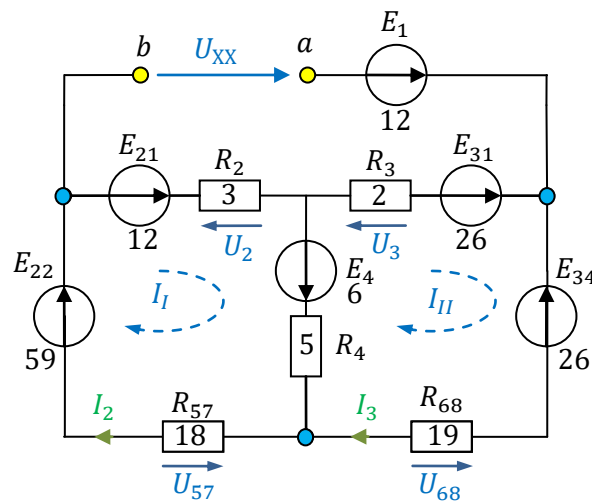 b
U_XX
a
E_1
12
E_21
12
R_2
3
R_3
2
E_31
26
U_2
U_3
E_22
59
I_I
E_4
6
I_II
E_34
26
5
R_4
I_2
R_57
18
I_3
R_68
19
U_57
U_68